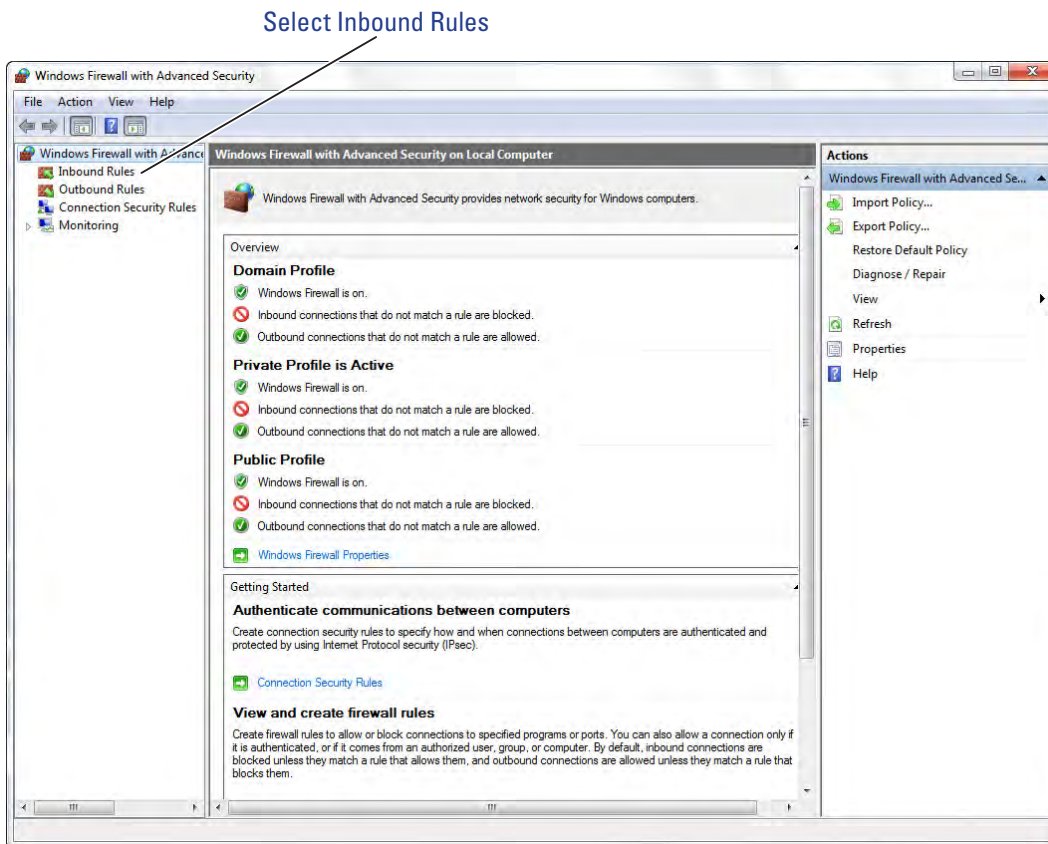 Select Inbound Rules
Windows Firewall with Advanced Security
File Action View Help
Windows Firewall with Advance
Inbound Rules
Outbound Rules
Connection Security Rules
Monitoring
Windows Firewall with Advanced Security on Local Computer
Windows Firewall with Advanced Security provides network security for Windows computers.
Overview
Domain Profile
Windows Firewall is on.
Inbound connections that do not match a rule are blocked.
Outbound connections that do not match a rule are allowed.
Private Profile is Active
Windows Firewall is on.
Inbound connections that do not match a rule are blocked.
Outbound connections that do not match a rule are allowed.
Public Profile
Windows Firewall is on.
Inbound connections that do not match a rule are blocked.
Outbound connections that do not match a rule are allowed.
Windows Firewall Properties
Getting Started
Authenticate communications between computers
Create connection security rules to specify how and when connections between computers are authenticated and
protected by using Internet Protocol security (IPsec).
Connection Security Rules
View and create firewall rules
Create firewall rules to allow or block connections to specified programs or ports. You can also allow a connection only if
it is authenticated, or if it comes from an authorized user, group, or computer. By default, inbound connections are
blocked unless they match a rule that allows them, and outbound connections are allowed unless they match a rule that
blocks them.
Actions
Windows Firewall with Advanced Se...
Import Policy...
Export Policy...
Restore Default Policy
Diagnose / Repair
View
Refresh
Properties
Help